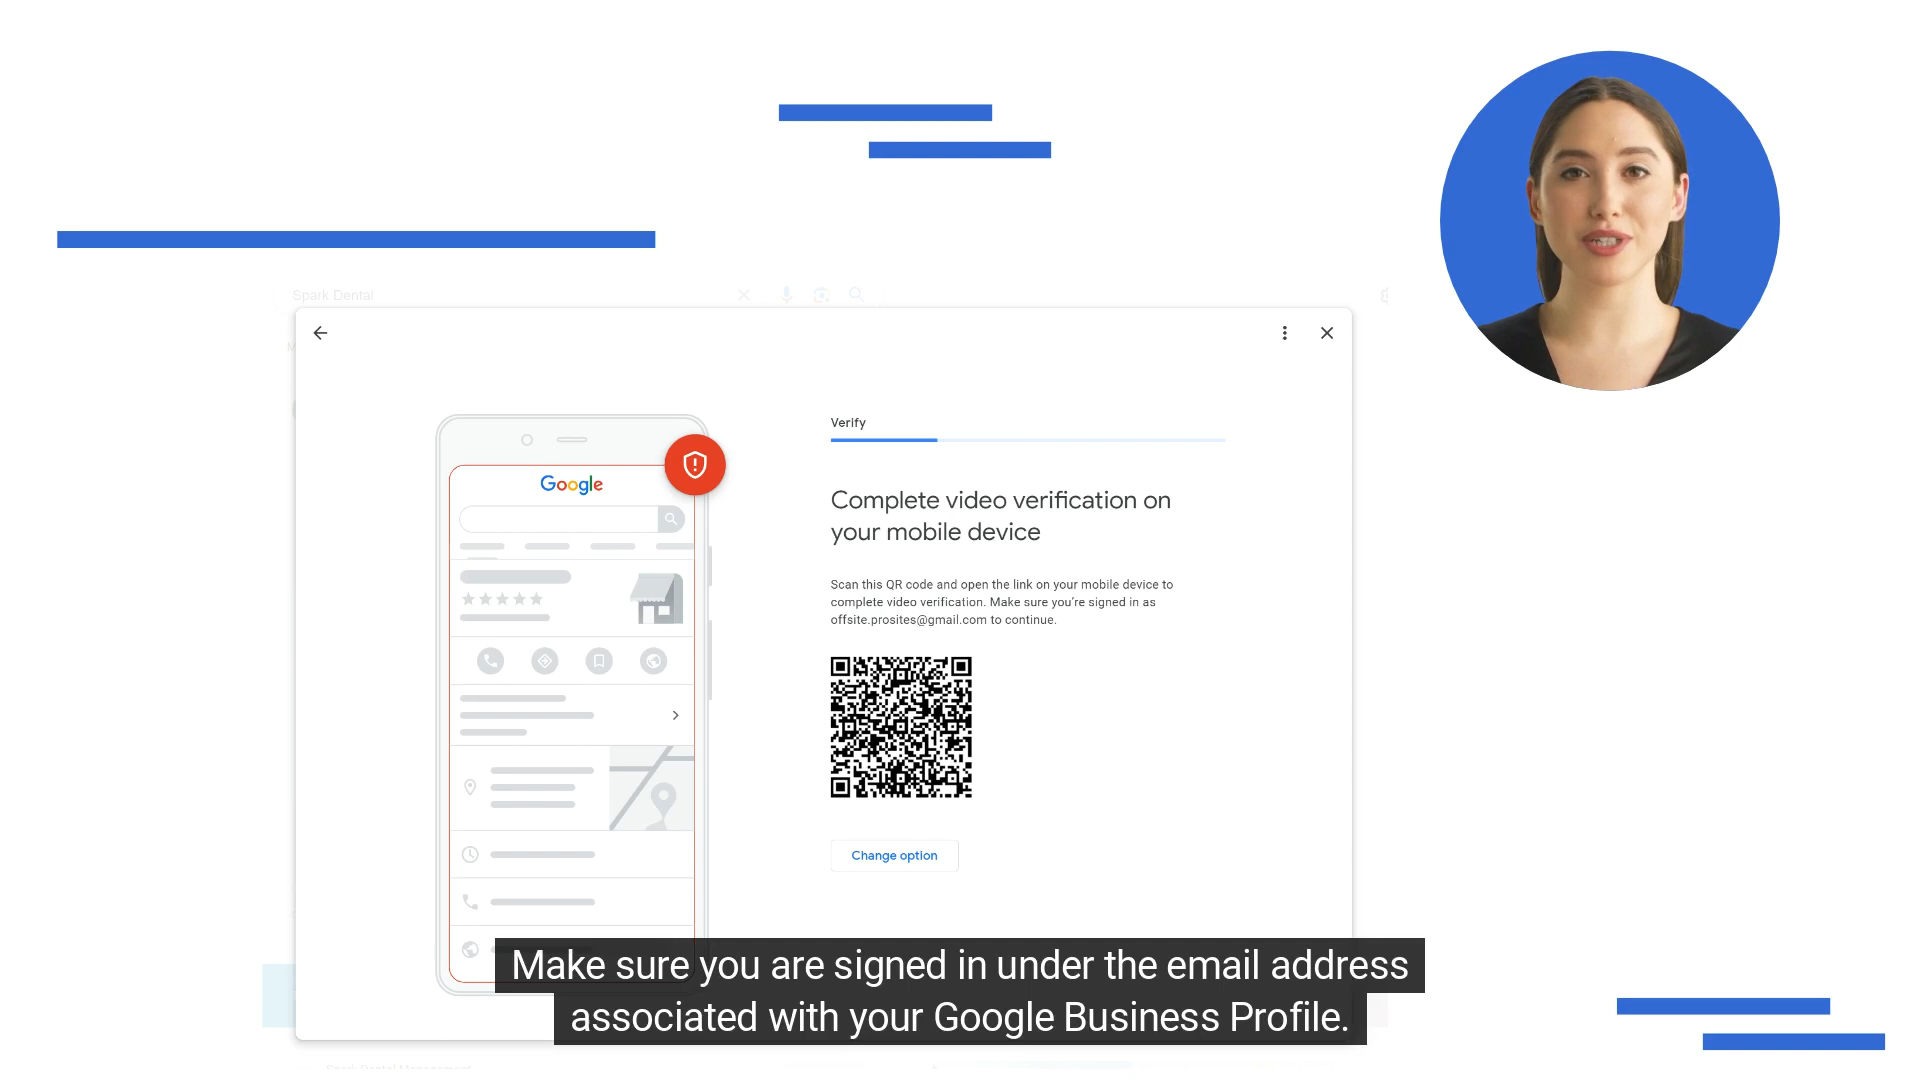 Spark Dental
Verify
Google
Complete video verification on
your mobile device
Scan this QR code and open the link on your mobile device to
complete video verification. Make sure you're signed in as
offsite.prosites@gmail.com to continue.
Change option
Make sure you are signed in under the email address
associated with your Google Business Profile.